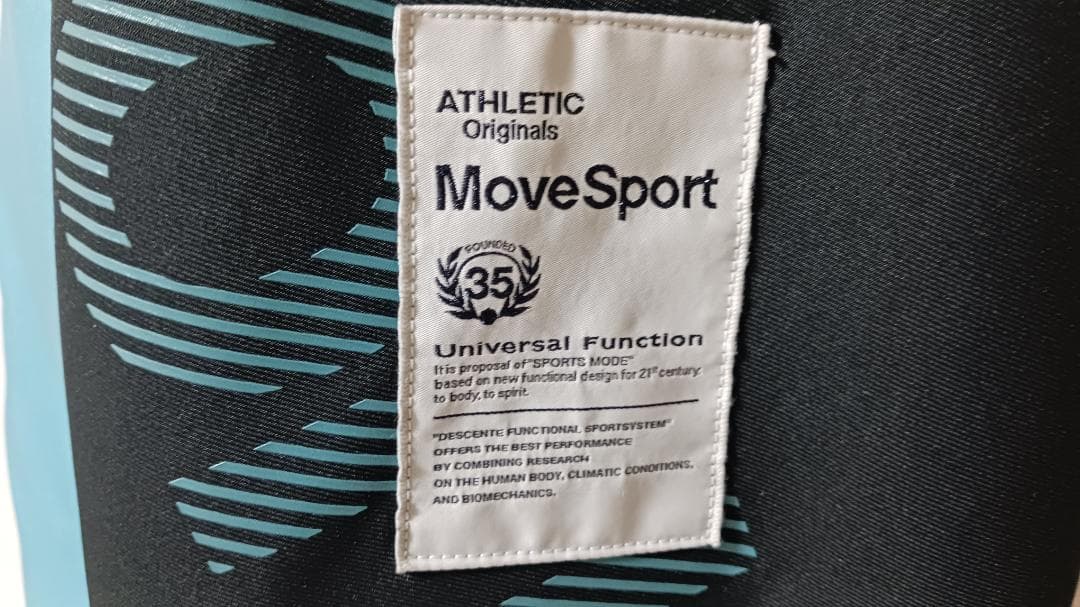 ATHLETIC
Originals
MoveSport
FOUNDED
35
Universal Function
It is proposal of "SPORTS MODE"
based on new functional design for 21st century.
to body, to spirit.
"DESCENTE FUNCTIONAL SPORTSYSTEM"
OFFERS THE BEST PERFORMANCE
BY COMBINING RESEARCH
ON THE HUMAN BODY, CLIMATIC CONDITIONS,
AND BIOMECHANICS.